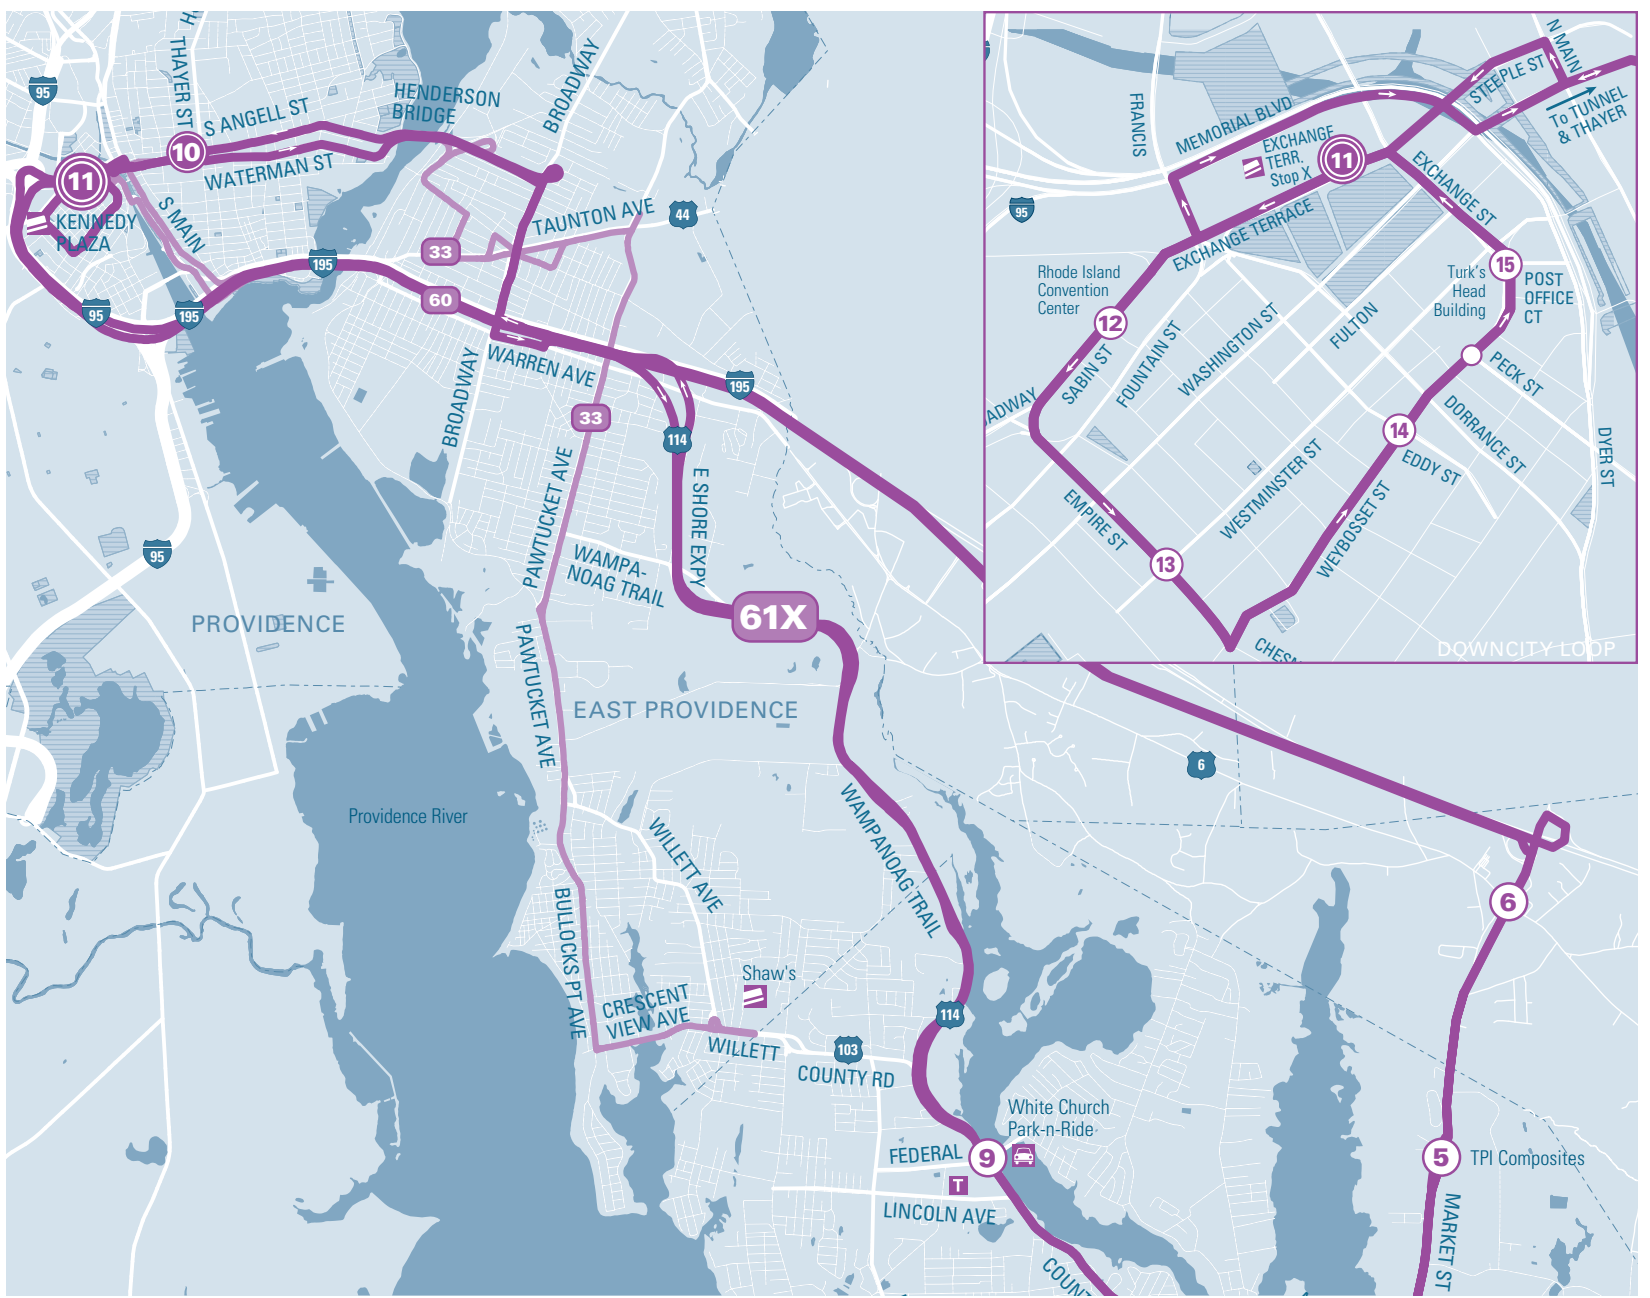 95
THAYER ST
S ANGELL ST
HENDERSON
BRIDGE
BROADWAY
10
WATERMAN ST
11
KENNEDY
PLAZA
S MAIN
TAUNTON AVE
44
33
195
60
95
195
WARREN AVE
BROADWAY
195
33
114
PAWTUCKET AVE
E SHORE EXPY
95
WAMPA-
NOAG TRAIL
61X
PROVIDENCE
PAWTUCKET AVE
EAST PROVIDENCE
6
Providence River
WILLETT AVE
WAMPANOAG TRAIL
BULLOCKS PT AVE
6
Shaw's
CRESCENT
VIEW AVE
114
WILLETT
103
COUNTY RD
White Church
Park-n-Ride
FEDERAL
9
T
LINCOLN AVE
5
TPI Composites
MARKET ST
COUNT
N MAIN
STEEPLE ST
To TUNNEL
& THAYER
FRANCIS
MEMORIAL BLVD
EXCHANGE
TERR.
Stop X
11
EXCHANGE ST
95
EXCHANGE TERRACE
Rhode Island
Convention
Center
12
15
Turk's
Head
Building
POST
OFFICE
CT
SABIN ST
FOUNTAIN ST
WASHINGTON ST
FULTON
PECK ST
ADWAY
14
DORRANCE ST
EDDY ST
DYER ST
EMPIRE ST
WESTMINSTER ST
WEYBOSSET ST
13
CHES
DOWNCITY LOOP